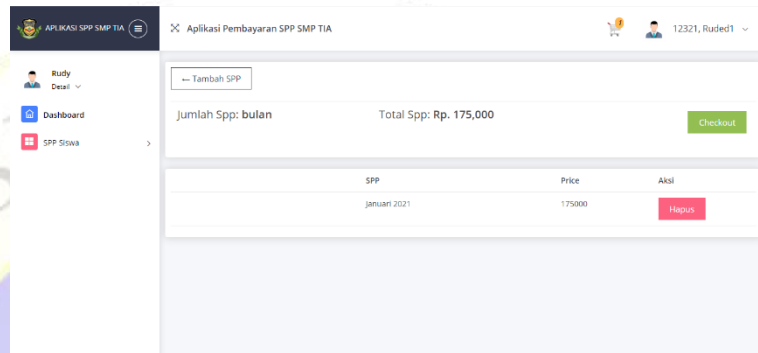 APLIKASI SPP SMP TIA
Aplikasi Pembayaran SPP SMP TIA
1
12321, Ruded1
Rudy
Detail
Dashboard
SPP Siswa
← Tambah SPP
Jumlah Spp: bulan
Total Spp: Rp. 175,000
Checkout
SPP
Price
Aksi
Januari 2021
175000
Hapus